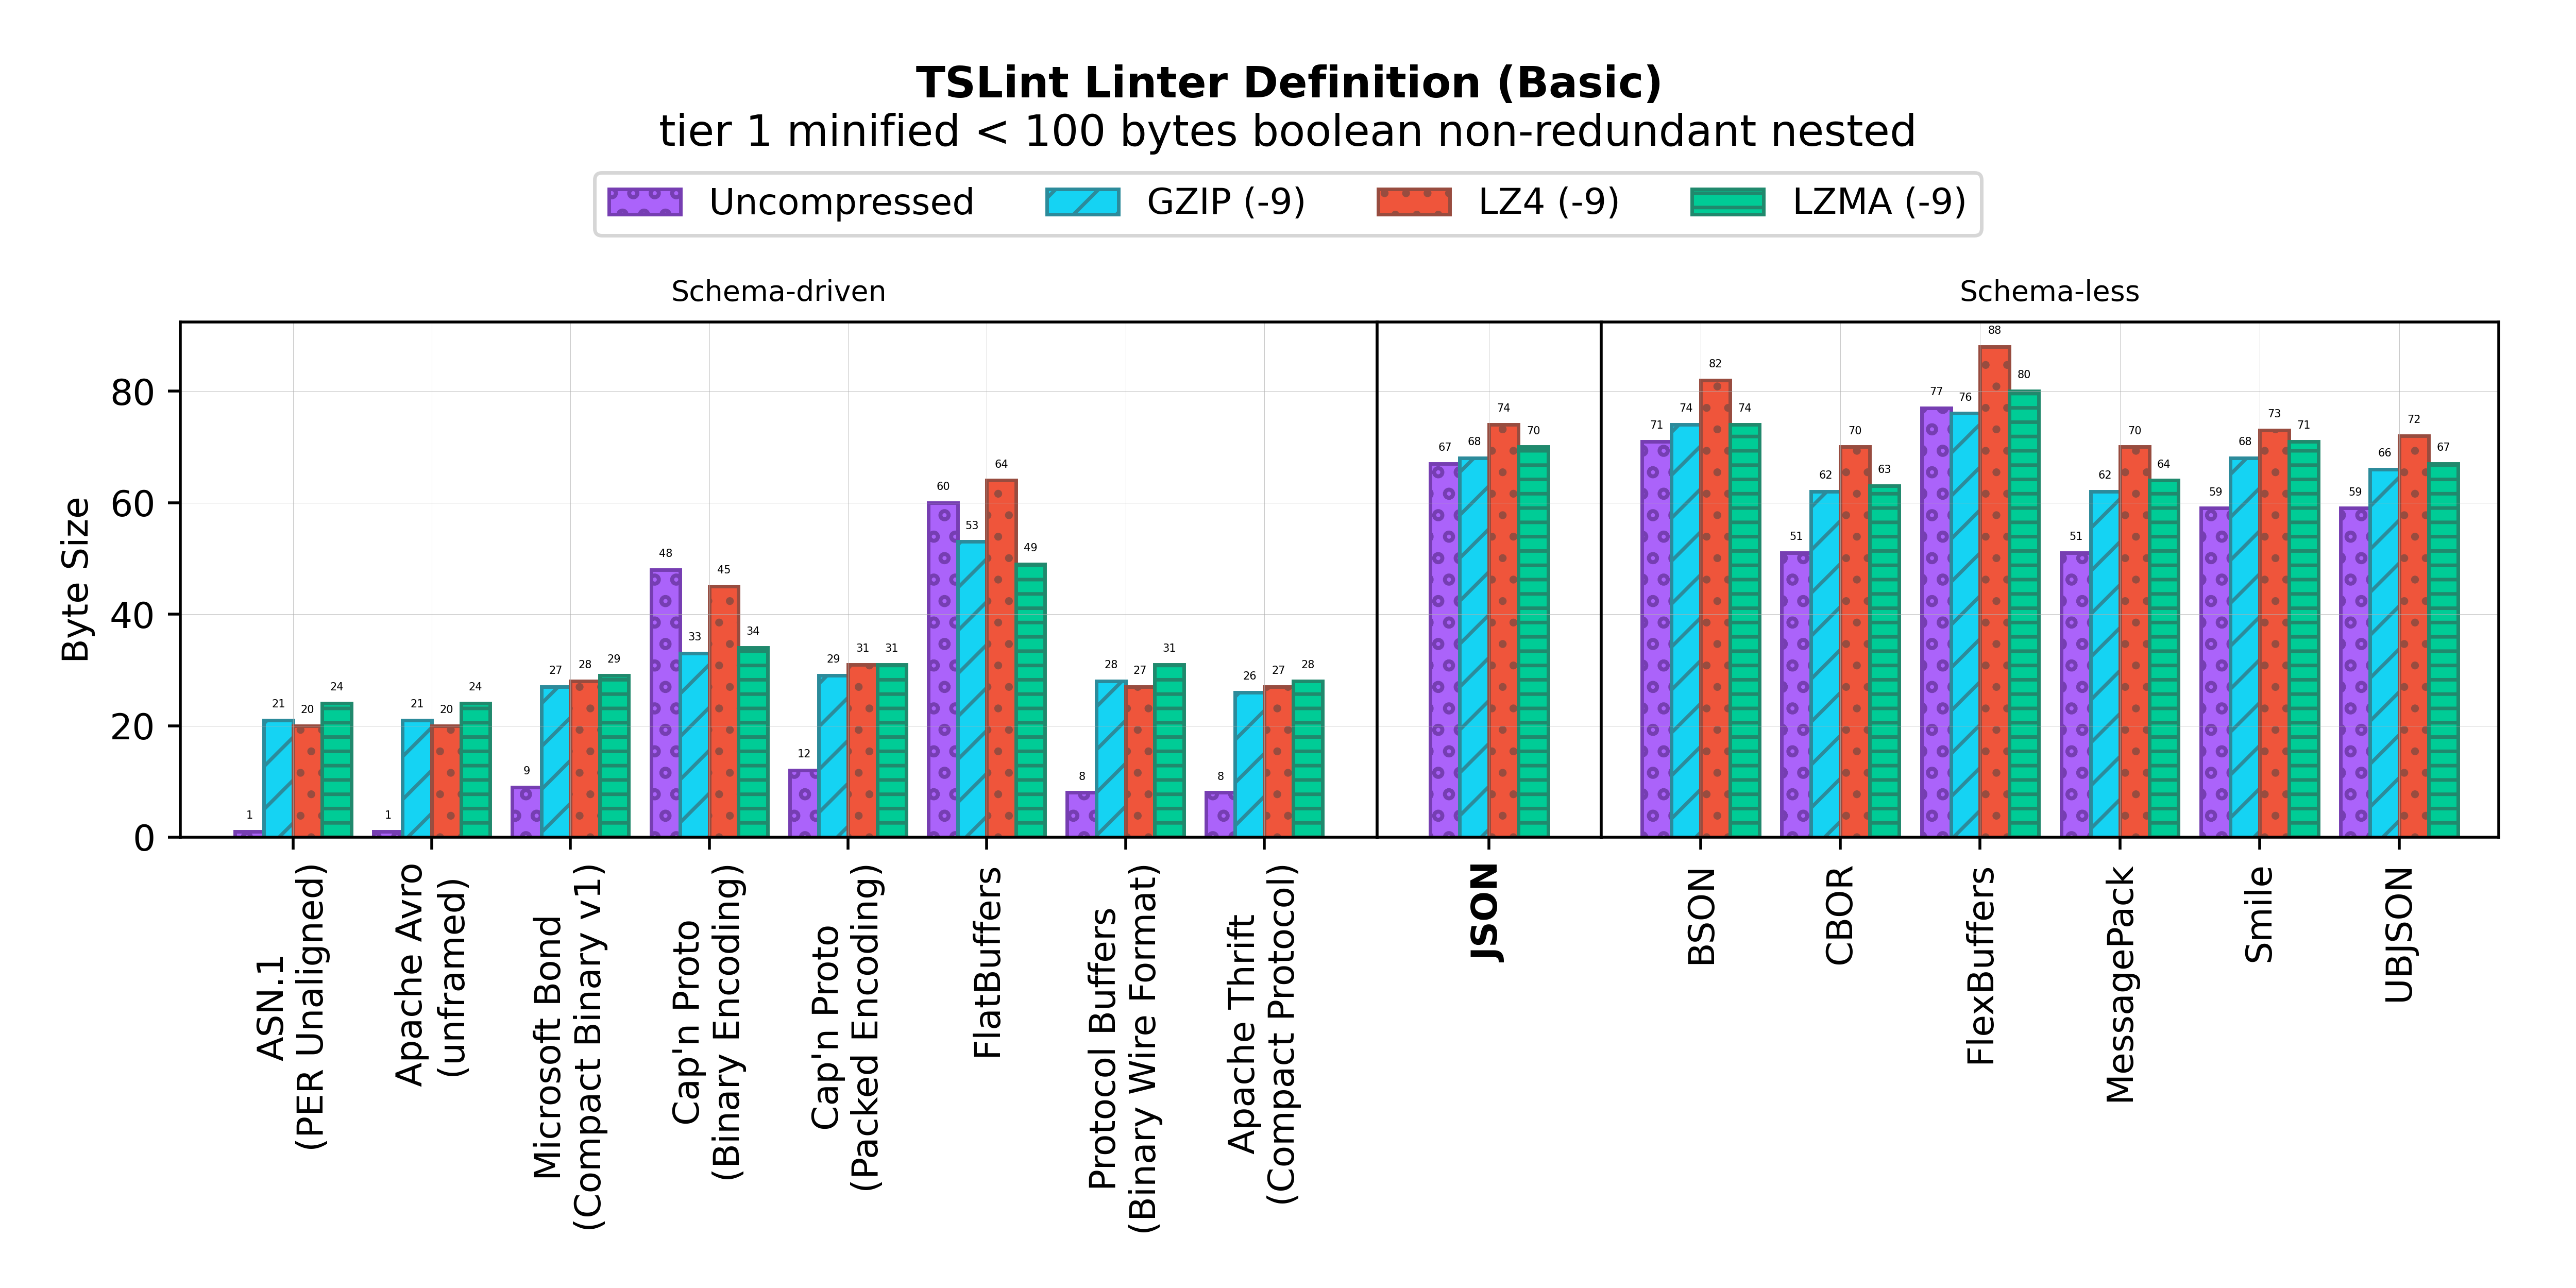 TSLint Linter Definition (Basic)
tier 1 minified < 100 bytes boolean non-redundant nested
Uncompressed
GZIP (-9)
LZ4 (-9)
LZMA (-9)
Schema-driven
Schema-less
Byte Size
80
60
40
20
0
1
21
20
24
1
21
20
24
9
27
28
29
48
33
45
34
12
29
31
31
60
53
64
49
8
28
27
31
8
26
27
28
67
68
74
70
71
74
82
74
51
62
70
63
77
76
88
80
51
62
70
64
59
68
73
71
59
66
72
67
ASN.1
(PER Unaligned)
Apache Avro
(unframed)
Microsoft Bond
(Compact Binary v1)
Cap'n Proto
(Binary Encoding)
Cap'n Proto
(Packed Encoding)
FlatBuffers
Protocol Buffers
(Binary Wire Format)
Apache Thrift
(Compact Protocol)
JSON
BSON
CBOR
FlexBuffers
MessagePack
Smile
UBJSON